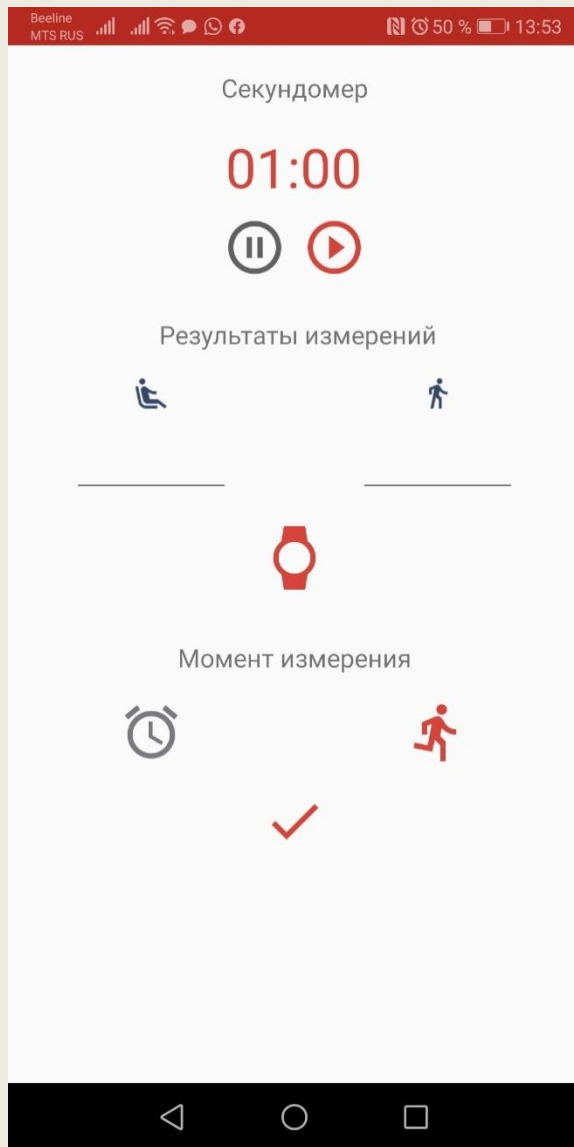 Beeline
MTS RUS
50 % 13:53
Секундомер
01:00
Результаты измерений
Момент измерения